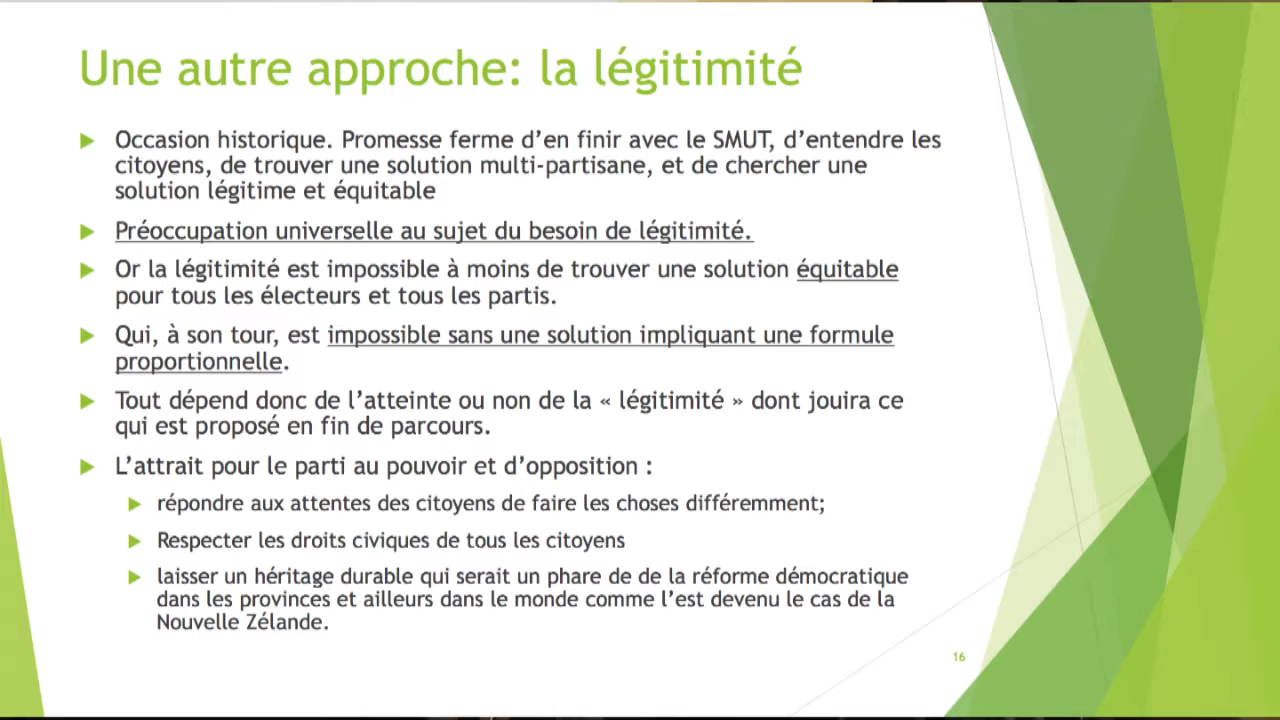 Une autre approche: la légitimité
Occasion historique. Promesse ferme d’en finir avec le SMUT, d’entendre les
citoyens, de trouver une solution multi-partisane, et de chercher une
solution légitime et équitable
Préoccupation universelle au sujet du besoin de légitimité.
Or la légitimité est impossible à moins de trouver une solution équitable
pour tous les électeurs et tous les partis.
Qui, à son tour, est impossible sans une solution impliquant une formule
proportionnelle.
Tout dépend donc de l’atteinte ou non de la « légitimité » dont jouira ce
qui est proposé en fin de parcours.
L’attrait pour le parti au pouvoir et d’opposition :
répondre aux attentes des citoyens de faire les choses différemment;
Respecter les droits civiques de tous les citoyens
laisser un héritage durable qui serait un phare de de la réforme démocratique
dans les provinces et ailleurs dans le monde comme l’est devenu le cas de la
Nouvelle Zélande.
16